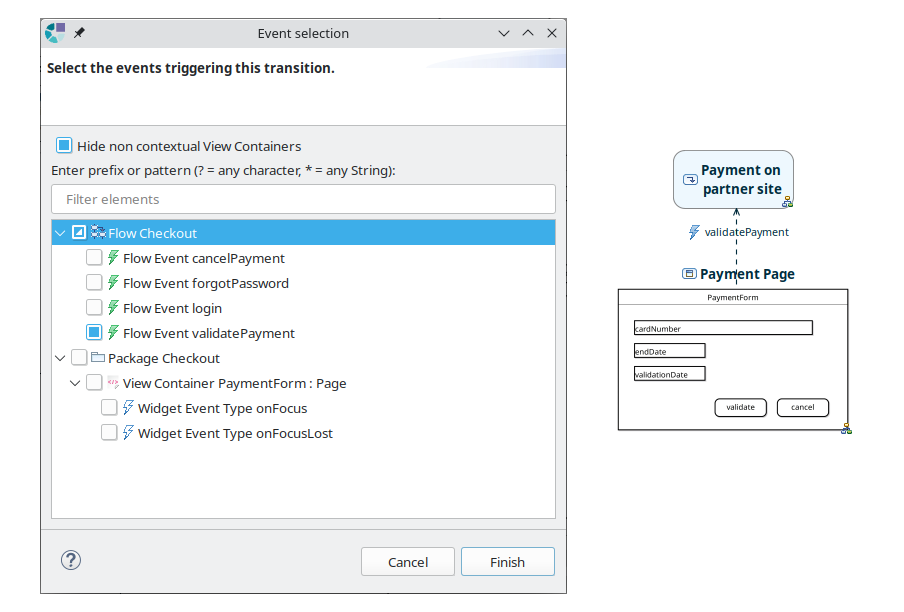 Event selection
Select the events triggering this transition.
Hide non contextual View Containers
Enter prefix or pattern (? = any character, * = any String):
Filter elements
Flow Checkout
Flow Event cancelPayment
Flow Event forgotPassword
Flow Event login
Flow Event validatePayment
Package Checkout
View Container PaymentForm : Page
Widget Event Type onFocus
Widget Event Type onFocusLost
Cancel
Finish
Payment on
partner site
validatePayment
Payment Page
PaymentForm
cardNumber
endDate
validationDate
validate
cancel